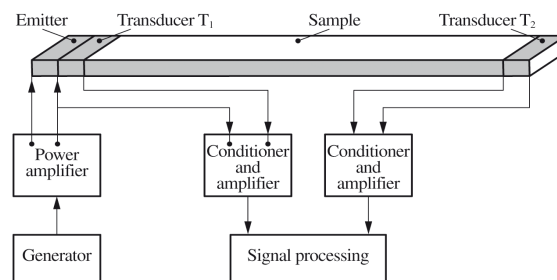 Emitter
Transducer T₁
Sample
Transducer T₂
Power
amplifier
Conditioner
and
amplifier
Conditioner
and
amplifier
Generator
Signal processing